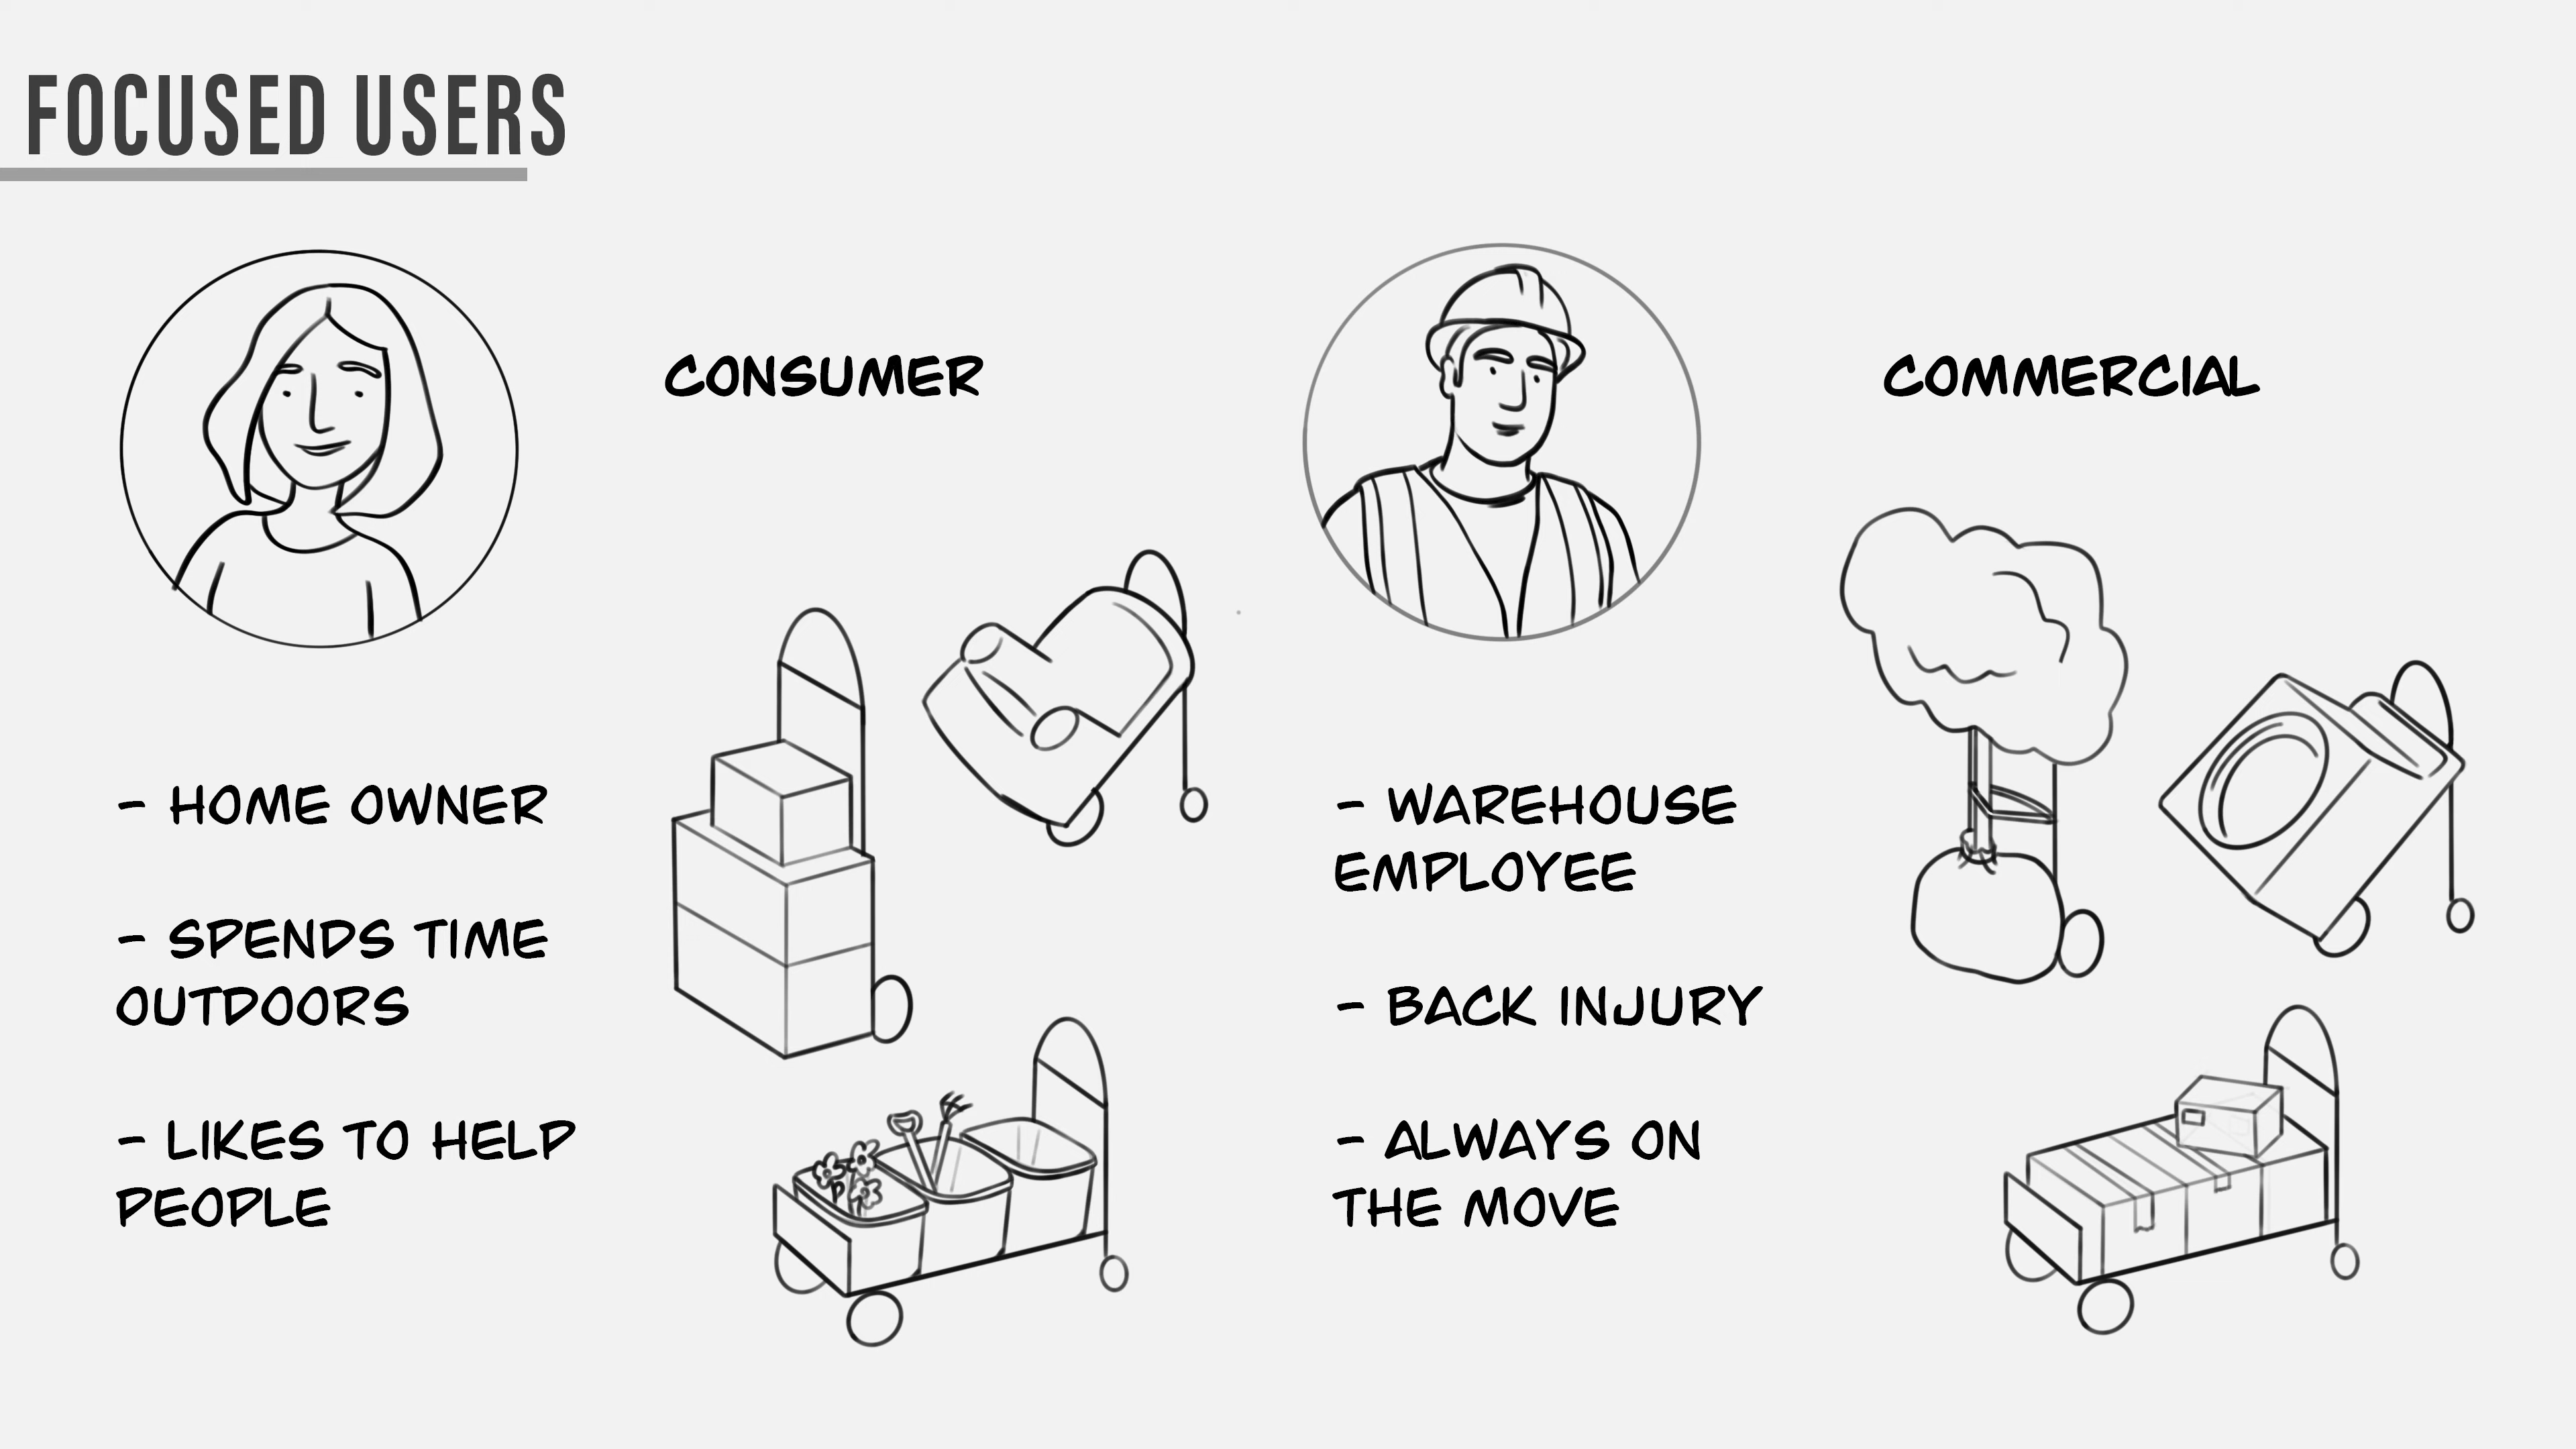 FOCUSED USERS
CONSUMER
- HOME OWNER
- SPENDS TIME
OUTDOORS
- LIKES TO HELP
PEOPLE
COMMERCIAL
- WAREHOUSE
EMPLOYEE
- BACK INJURY
- ALWAYS ON
THE MOVE